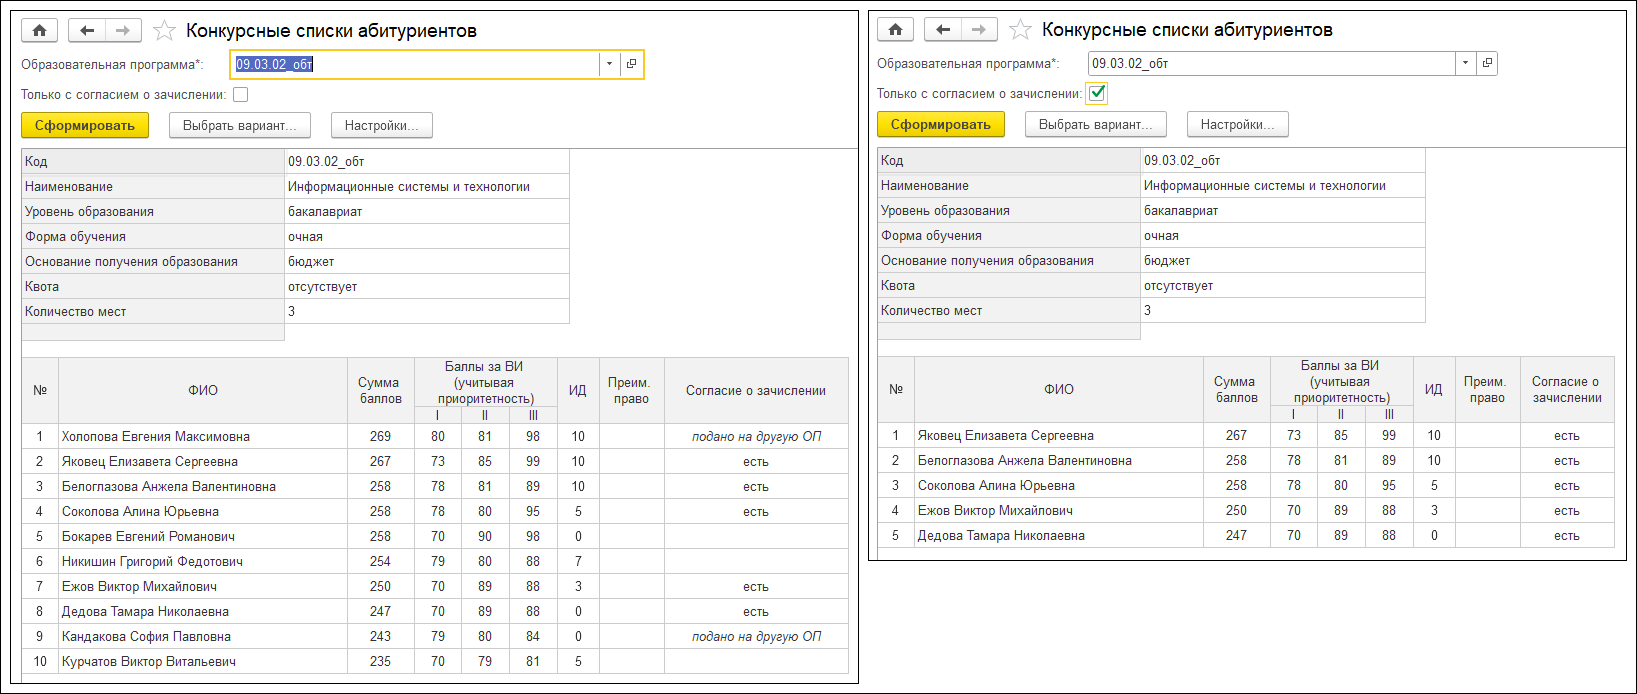 Конкурсные списки абитуриентов
Образовательная программа*: 09.03.02_обт
Только с согласием о зачислении:
Сформировать Выбрать вариант... Настройки...
Код 09.03.02_обт
Наименование Информационные системы и технологии
Уровень образования бакалавриат
Форма обучения очная
Основание получения образования бюджет
Квота отсутствует
Количество мест 3
№ ФИО Сумма баллов Баллы за ВИ (учитывая приоритетность) ИД Преим. право Согласие о зачислении
I II III
1 Холопова Евгения Максимовна 269 80 81 98 10 подано на другую ОП
2 Яковец Елизавета Сергеевна 267 73 85 99 10 есть
3 Белоглазова Анжела Валентиновна 258 78 81 89 10 есть
4 Соколова Алина Юрьевна 258 78 80 95 5 есть
5 Бокарев Евгений Романович 258 70 90 98 0
6 Никишин Григорий Федотович 254 79 80 88 7
7 Ежов Виктор Михайлович 250 70 89 88 3 есть
8 Дедова Тамара Николаевна 247 70 89 88 0 есть
9 Кандакова София Павловна 243 79 80 84 0 подано на другую ОП
10 Курчатов Виктор Витальевич 235 70 79 81 5
Конкурсные списки абитуриентов
Образовательная программа*: 09.03.02_обт
Только с согласием о зачислении:
Сформировать Выбрать вариант... Настройки...
Код 09.03.02_обт
Наименование Информационные системы и технологии
Уровень образования бакалавриат
Форма обучения очная
Основание получения образования бюджет
Квота отсутствует
Количество мест 3
№ ФИО Сумма баллов Баллы за ВИ (учитывая приоритетность) ИД Преим. право Согласие о зачислении
I II III
1 Яковец Елизавета Сергеевна 267 73 85 99 10 есть
2 Белоглазова Анжела Валентиновна 258 78 81 89 10 есть
3 Соколова Алина Юрьевна 258 78 80 95 5 есть
4 Ежов Виктор Михайлович 250 70 89 88 3 есть
5 Дедова Тамара Николаевна 247 70 89 88 0 есть